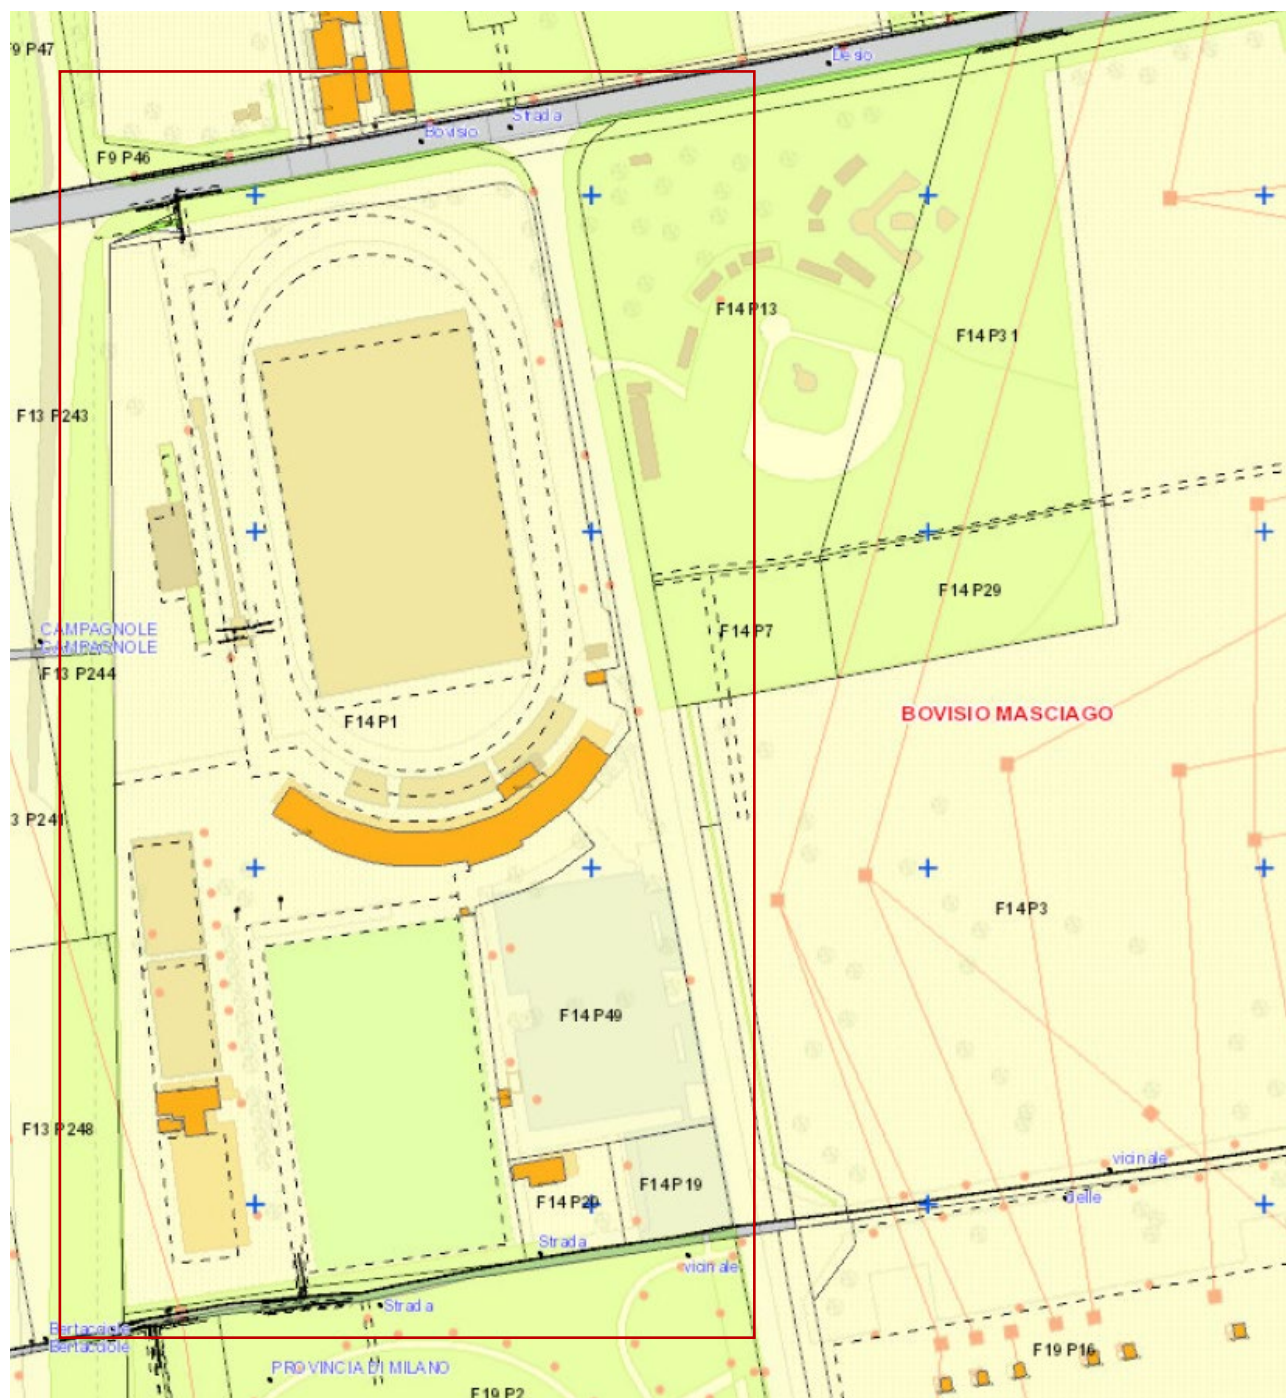 F9 P47
Desio
Strada
Bovisio
F9 P46
F14 P13
F14 P31
F13 P243
F14 P29
CAMPAGNOLE
CAMPAGNOLE
F14 P7
F13 P244
BOVISIO MASCIAGO
F14 P1
3 P241
F14 P3
F14 P49
F13 P248
vicinale
F14 P19
delle
F14 P20
Strada
vicinale
Strada
Bertacciole
Bertacciole
F19 P16
PROVINCIA DI MILANO
F19 P2